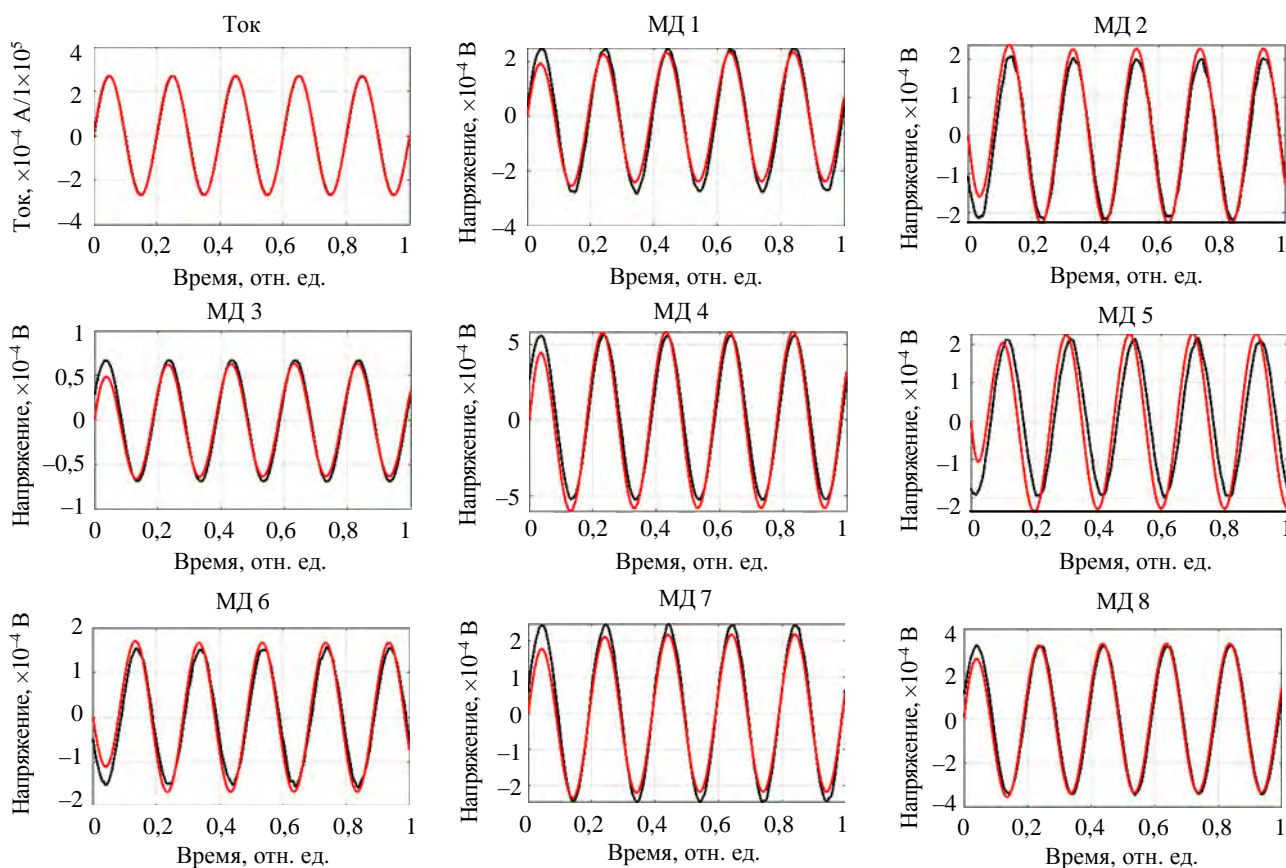 Ток
Ток, ×10⁻⁴ А/1×10⁵
4
2
0
–2
–4
0 0,2 0,4 0,6 0,8 1
Время, отн. ед.
МД 1
Напряжение, ×10⁻⁴ В
2
0
–2
–4
0 0,2 0,4 0,6 0,8 1
Время, отн. ед.
МД 2
Напряжение, ×10⁻⁴ В
2
1
0
–1
–2
0 0,2 0,4 0,6 0,8 1
Время, отн. ед.
МД 3
Напряжение, ×10⁻⁴ В
1
0,5
0
–0,5
–1
0 0,2 0,4 0,6 0,8 1
Время, отн. ед.
МД 4
Напряжение, ×10⁻⁴ В
5
0
–5
0 0,2 0,4 0,6 0,8 1
Время, отн. ед.
МД 5
Напряжение, ×10⁻⁴ В
2
1
0
–1
–2
0 0,2 0,4 0,6 0,8 1
Время, отн. ед.
МД 6
Напряжение, ×10⁻⁴ В
2
1
0
–1
–2
0 0,2 0,4 0,6 0,8 1
Время, отн. ед.
МД 7
Напряжение, ×10⁻⁴ В
2
1
0
–1
–2
0 0,2 0,4 0,6 0,8 1
Время, отн. ед.
МД 8
Напряжение, ×10⁻⁴ В
4
2
0
–2
–4
0 0,2 0,4 0,6 0,8 1
Время, отн. ед.